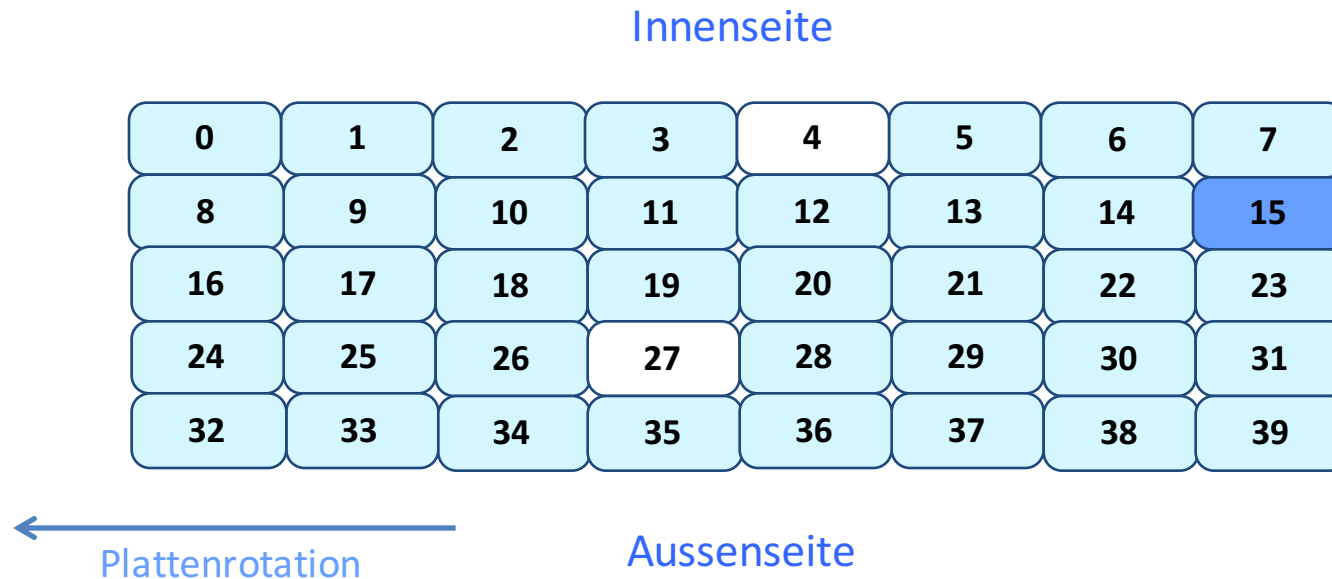 Innenseite
0 1 2 3 4 5 6 7
8 9 10 11 12 13 14 15
16 17 18 19 20 21 22 23
24 25 26 27 28 29 30 31
32 33 34 35 36 37 38 39
Plattenrotation
Aussenseite